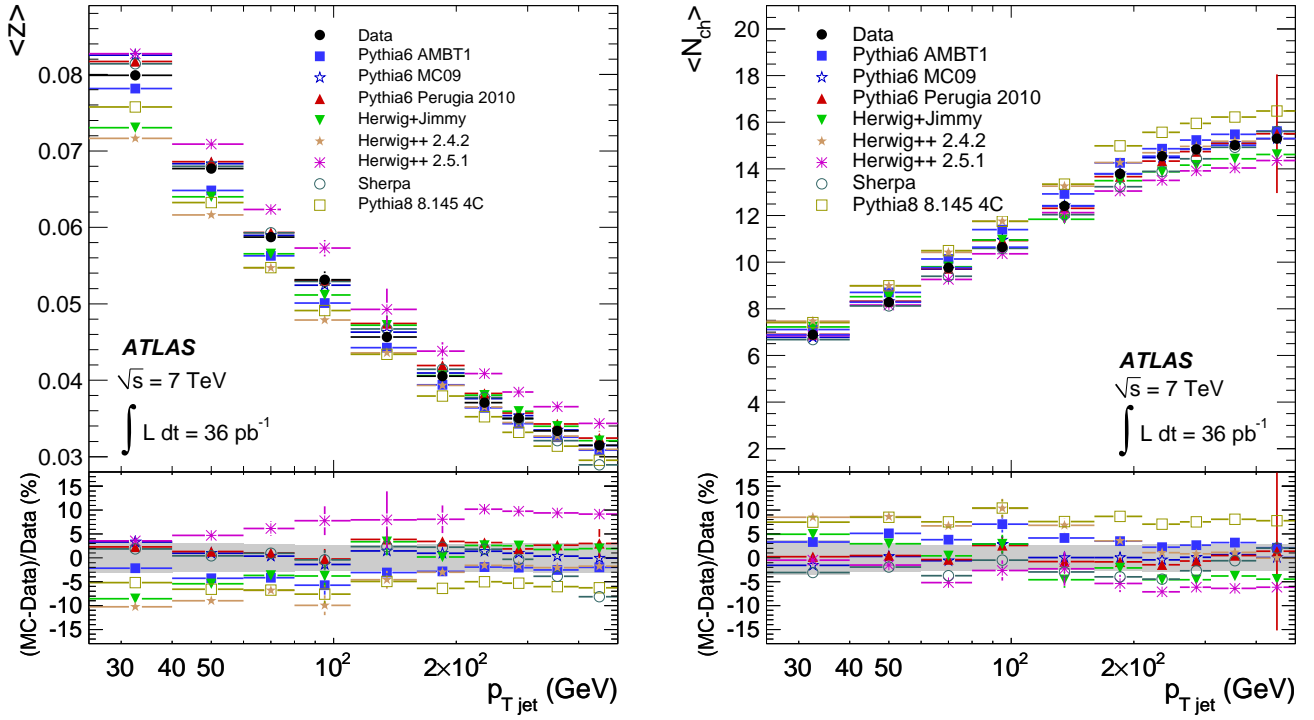 <Z>
0.08
0.07
0.06
0.05
0.04
0.03
Data
Pythia6 AMBT1
Pythia6 MC09
Pythia6 Perugia 2010
Herwig+Jimmy
Herwig++ 2.4.2
Herwig++ 2.5.1
Sherpa
Pythia8 8.145 4C
ATLAS
√s = 7 TeV
∫ L dt = 36 pb⁻¹
(MC-Data)/Data (%)
15
10
5
0
-5
-10
-15
30 40 50 10² 2×10²
p_T jet (GeV)
<N_ch>
20
18
16
14
12
10
8
6
4
2
Data
Pythia6 AMBT1
Pythia6 MC09
Pythia6 Perugia 2010
Herwig+Jimmy
Herwig++ 2.4.2
Herwig++ 2.5.1
Sherpa
Pythia8 8.145 4C
ATLAS
√s = 7 TeV
∫ L dt = 36 pb⁻¹
(MC-Data)/Data (%)
15
10
5
0
-5
-10
-15
30 40 50 10² 2×10²
p_T jet (GeV)